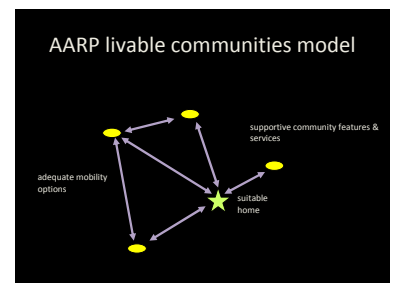 AARP livable communities model
supportive community features &
services
adequate mobility
options
suitable
home